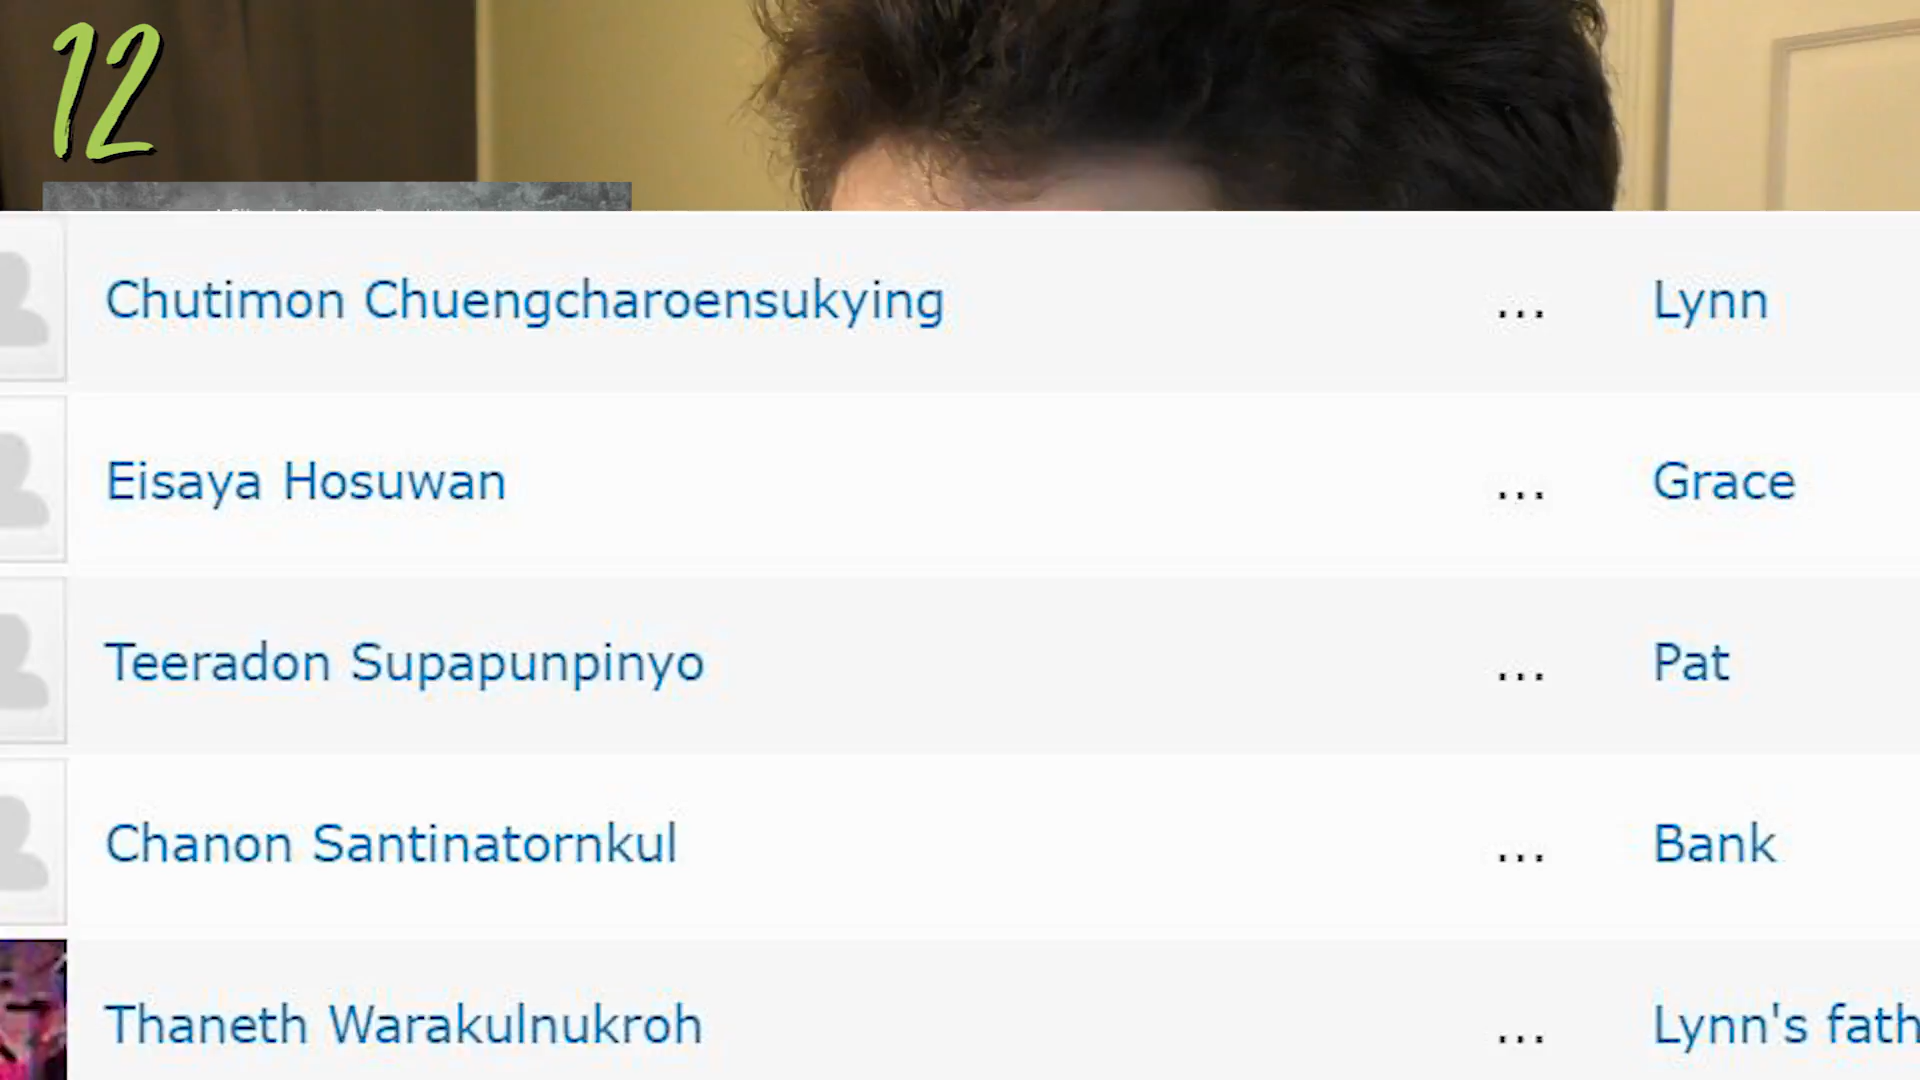 12
Chutimon Chuengcharoensukying ... Lynn
Eisaya Hosuwan ... Grace
Teeradon Supapunpinyo ... Pat
Chanon Santinatornkul ... Bank
Thaneth Warakulnukroh ... Lynn's fath